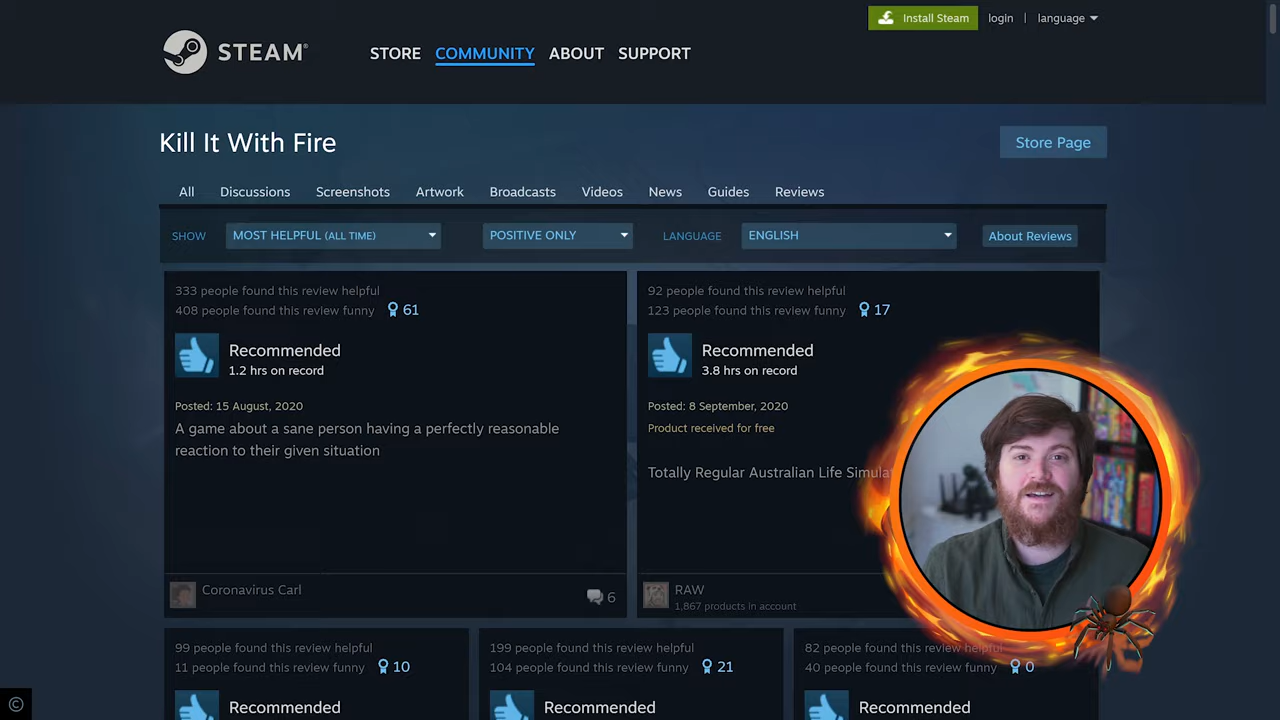 Install Steam
login | language
STEAM®
STORE COMMUNITY ABOUT SUPPORT
Kill It With Fire
Store Page
All Discussions Screenshots Artwork Broadcasts Videos News Guides Reviews
SHOW MOST HELPFUL (ALL TIME) POSITIVE ONLY LANGUAGE ENGLISH About Reviews
333 people found this review helpful
408 people found this review funny 61
Recommended
1.2 hrs on record
Posted: 15 August, 2020
A game about a sane person having a perfectly reasonable
reaction to their given situation
Coronavirus Carl
6
92 people found this review helpful
123 people found this review funny 17
Recommended
3.8 hrs on record
Posted: 8 September, 2020
Product received for free
Totally Regular Australian Life
RAW
1,867 products in account
99 people found this review helpful
11 people found this review funny 10
Recommended
199 people found this review helpful
104 people found this review funny 21
Recommended
82 people found this review helpful
40 people found this review funny 0
Recommended
©